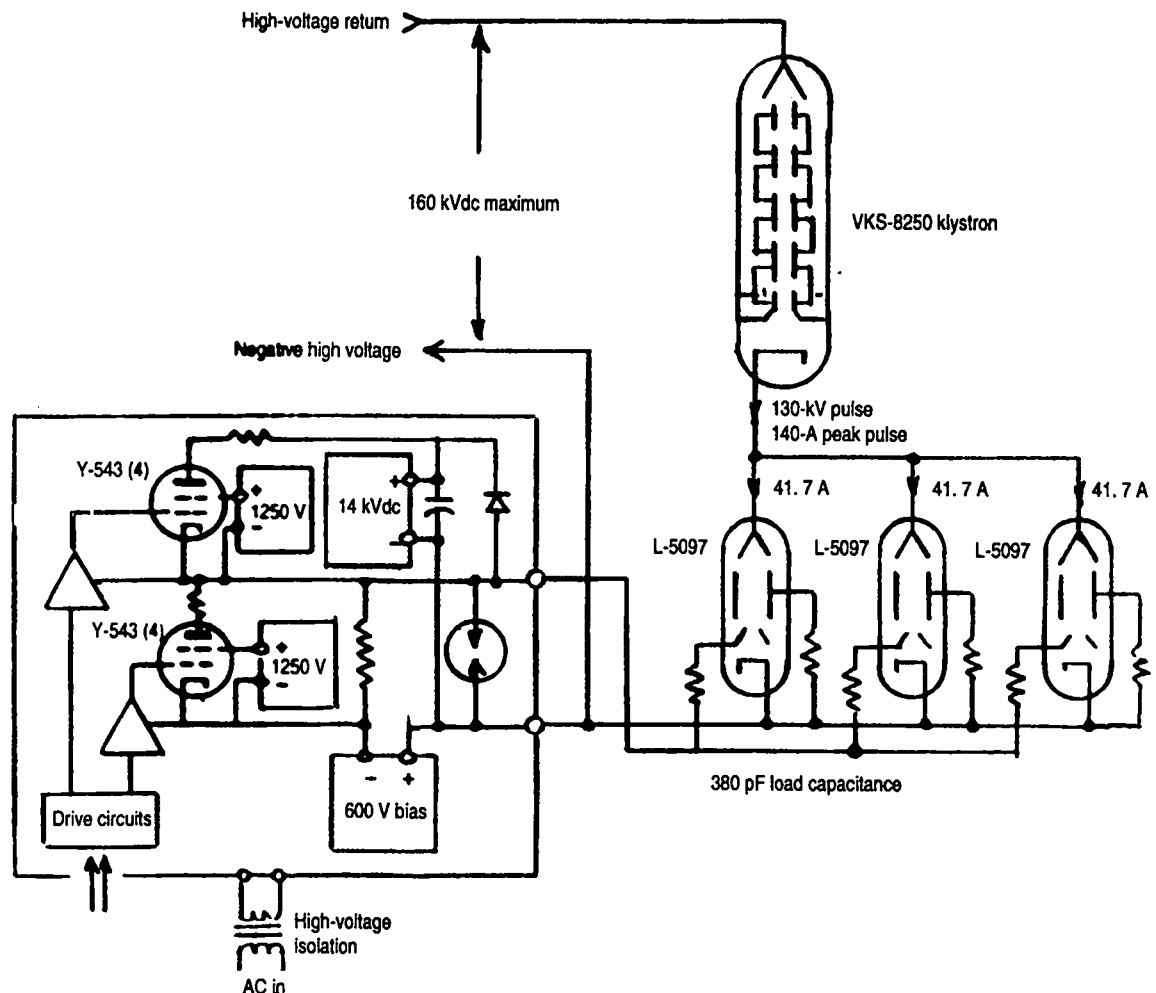 High-voltage return
160 kVdc maximum
VKS-8250 klystron
Negative high voltage
130-kV pulse
140-A peak pulse
Y-543 (4)
+
1250 V
-
+
14 kVdc
-
41.7 A
41.7 A
41.7 A
L-5097
L-5097
L-5097
Y-543 (4)
+
1250 V
-
- +
600 V bias
380 pF load capacitance
Drive circuits
High-voltage
isolation
AC in